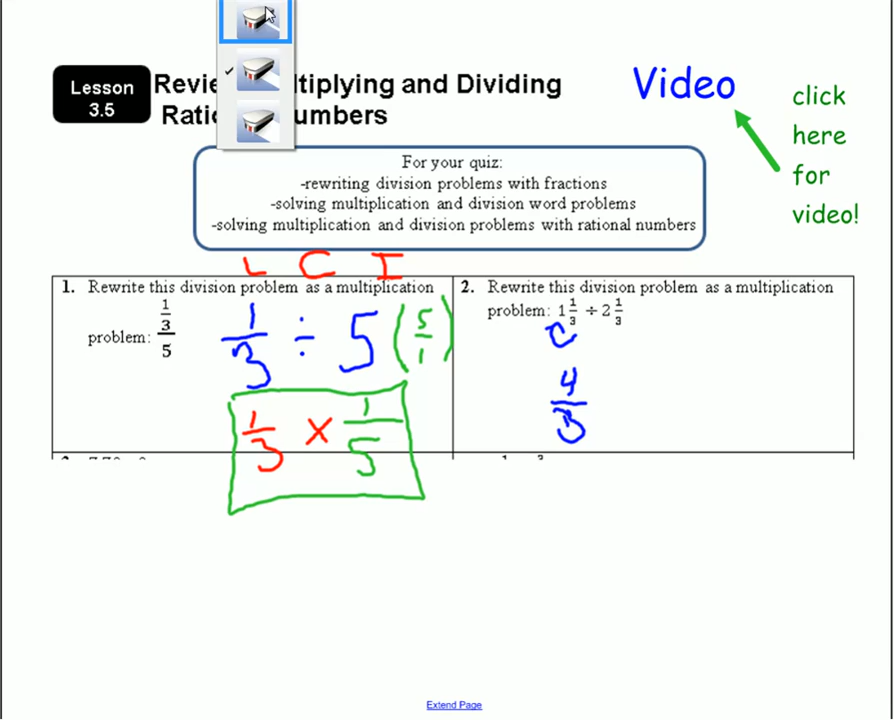 Lesson
3.5
Revie ltiplying and Dividing
Ratio umbers
Video
click
here
for
video!
For your quiz:
-rewriting division problems with fractions
-solving multiplication and division word problems
-solving multiplication and division problems with rational numbers
L C I
1. Rewrite this division problem as a multiplication
problem: 1/3/5
1/3 ÷ 5 (5/1)
1/3 × 1/5
2. Rewrite this division problem as a multiplication
problem: 1 1/3 ÷ 2 1/3
4/3
Extend Page